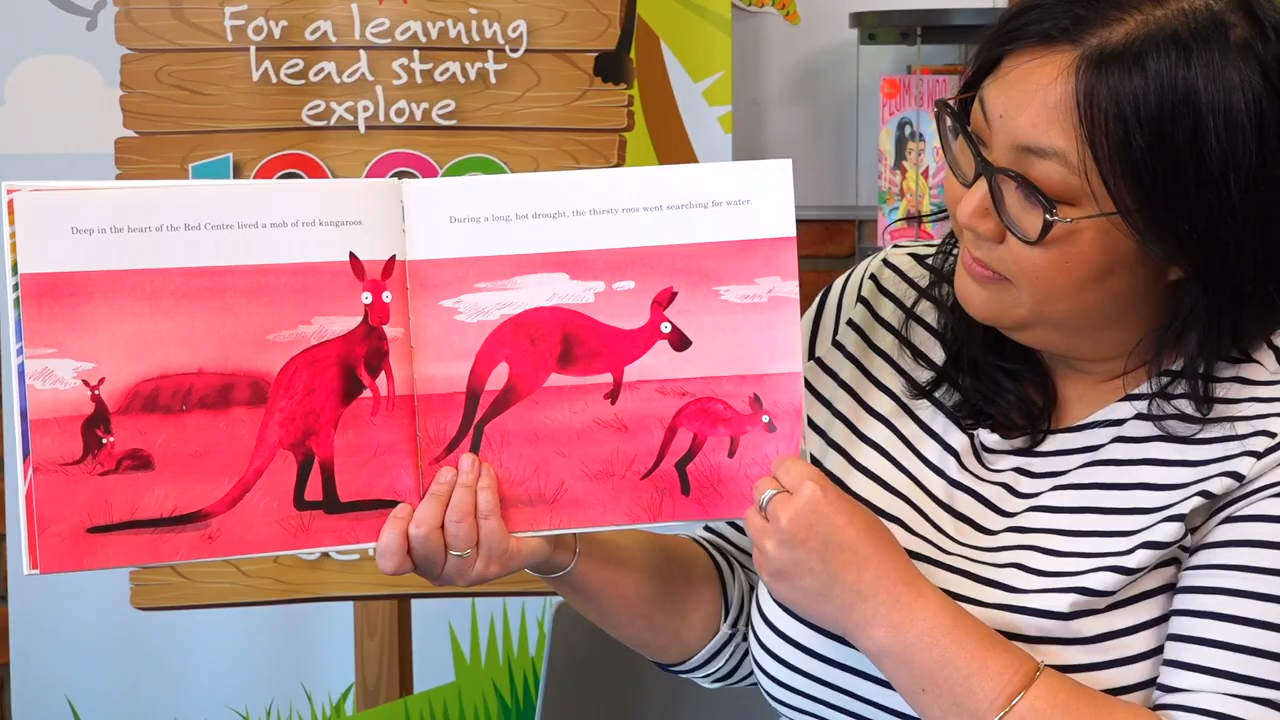 For a learning
head start
explore
Deep in the heart of the Red Centre lived a mob of red kangaroos.
During a long, hot drought, the thirsty roos went searching for water.